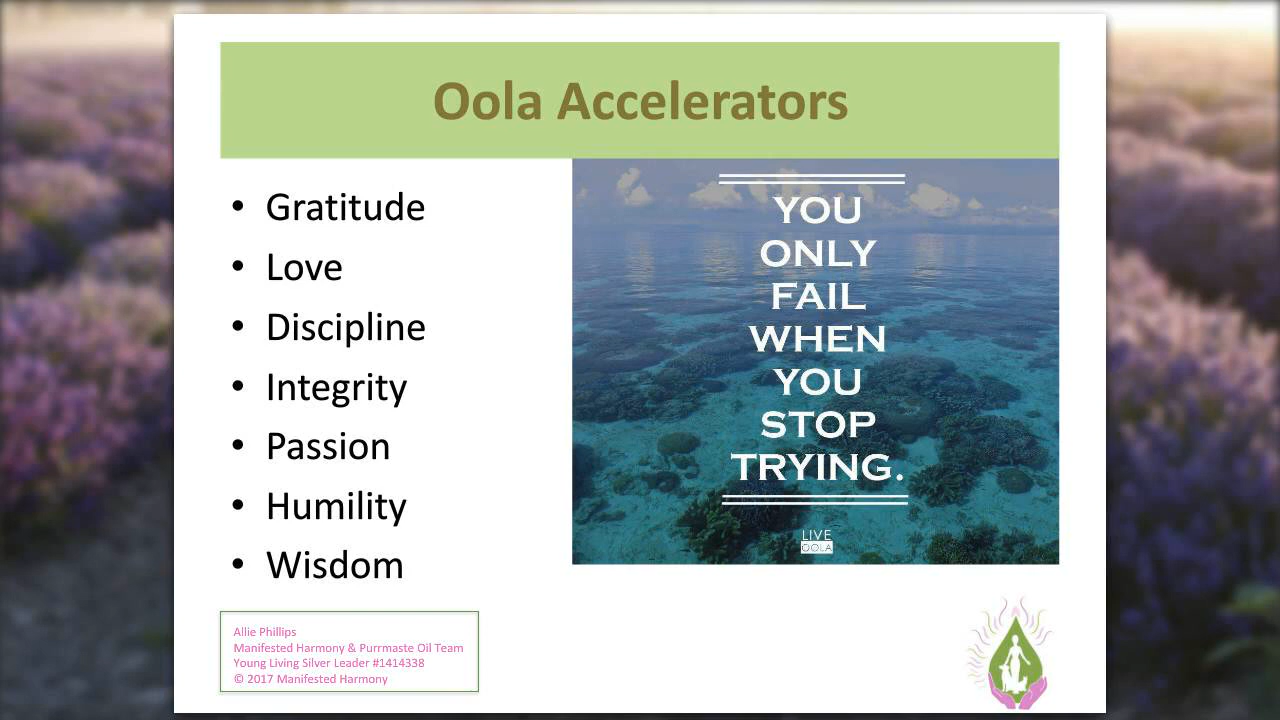 Oola Accelerators
• Gratitude
• Love
• Discipline
• Integrity
• Passion
• Humility
• Wisdom
YOU
ONLY
FAIL
WHEN
YOU
STOP
TRYING.
LIVE
OOLA
Allie Phillips
Manifested Harmony & Purrmaste Oil Team
Young Living Silver Leader #1414338
© 2017 Manifested Harmony